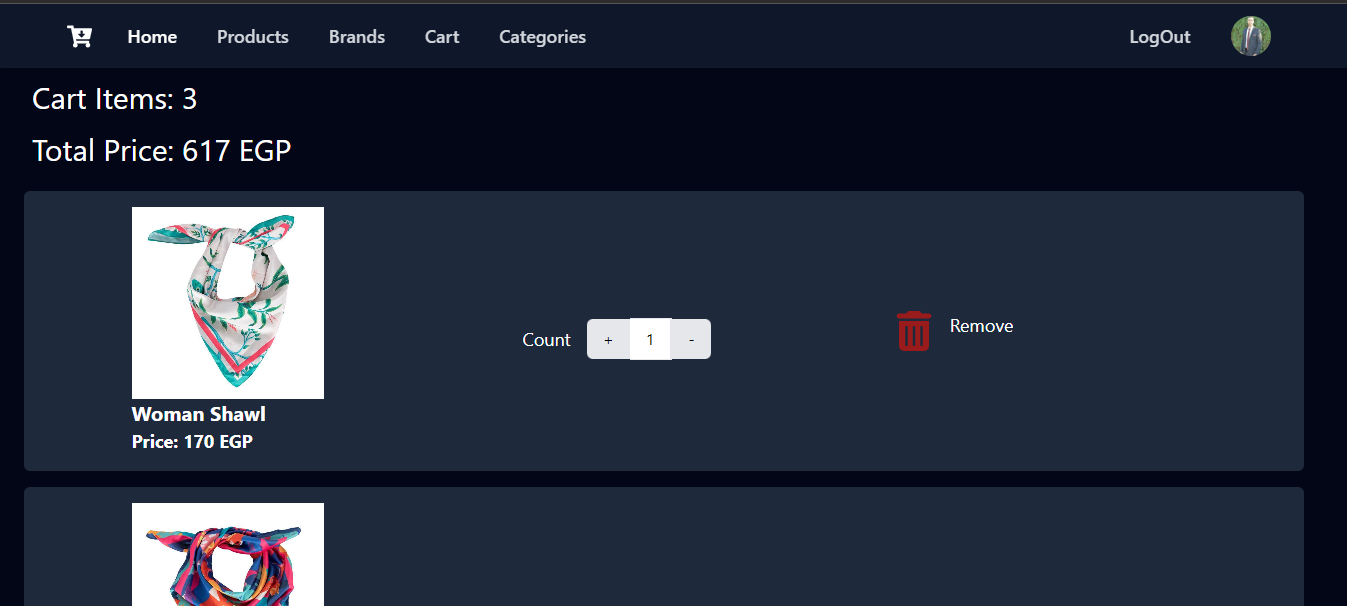 Home Products Brands Cart Categories LogOut
Cart Items: 3
Total Price: 617 EGP
Count + 1 - Remove
Woman Shawl
Price: 170 EGP